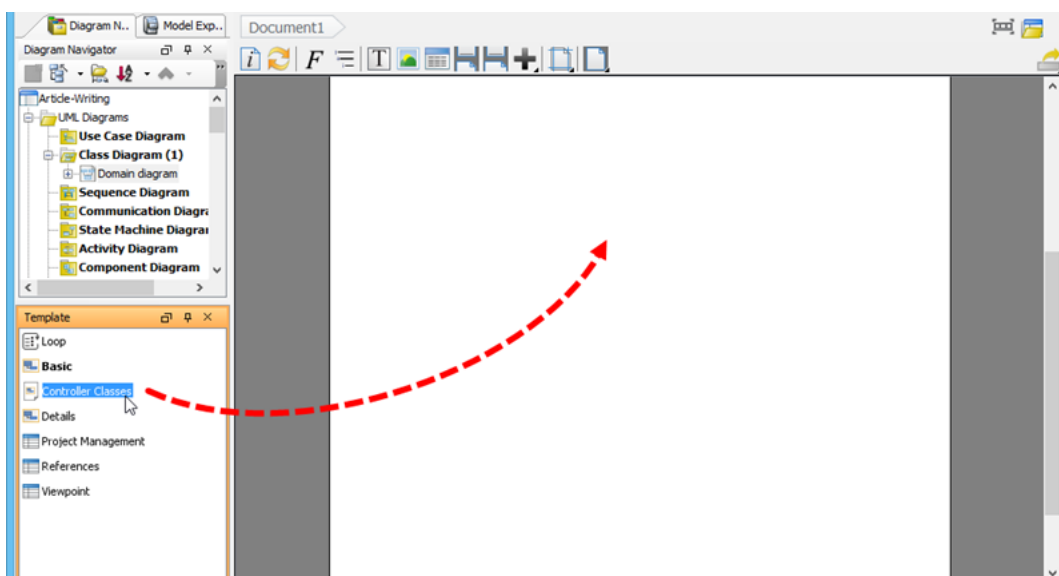 Diagram N..
Model Exp..
Document1
Diagram Navigator
i F T
Article-Writing
UML Diagrams
Use Case Diagram
Class Diagram (1)
Domain diagram
Sequence Diagram
Communication Diagra
State Machine Diagrar
Activity Diagram
Component Diagram
Template
Loop
Basic
Controller Classes
Details
Project Management
References
Viewpoint